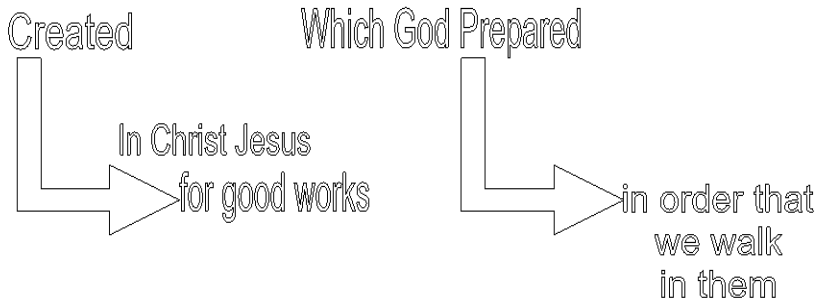 Created
In Christ Jesus
for good works
Which God Prepared
in order that
we walk
in them